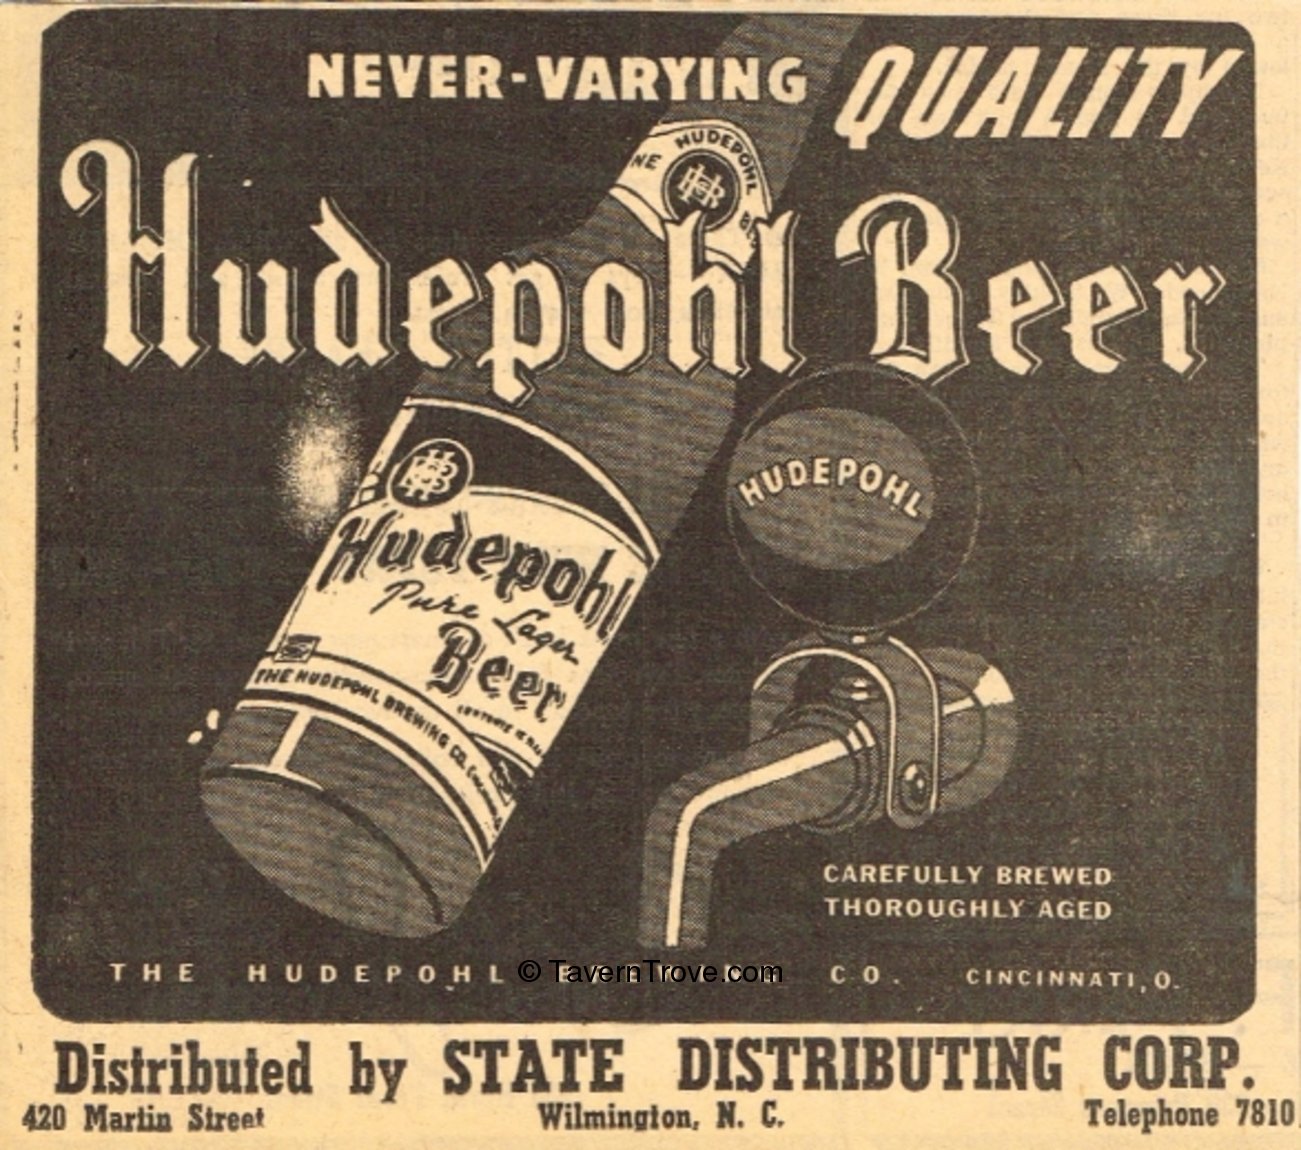 NEVER-VARYING QUALITY
Hudepohl Beer
NE HUDEPOHL
HUDEPOHL
Hudepohl
Pure Lager
Beer
THE HUDEPOHL BREWING CO.
CAREFULLY BREWED
THOROUGHLY AGED
THE HUDEPOHL CO. CINCINNATI, O.
© TavernTrove.com
Distributed by STATE DISTRIBUTING CORP.
420 Martin Street Wilmington, N. C. Telephone 7810